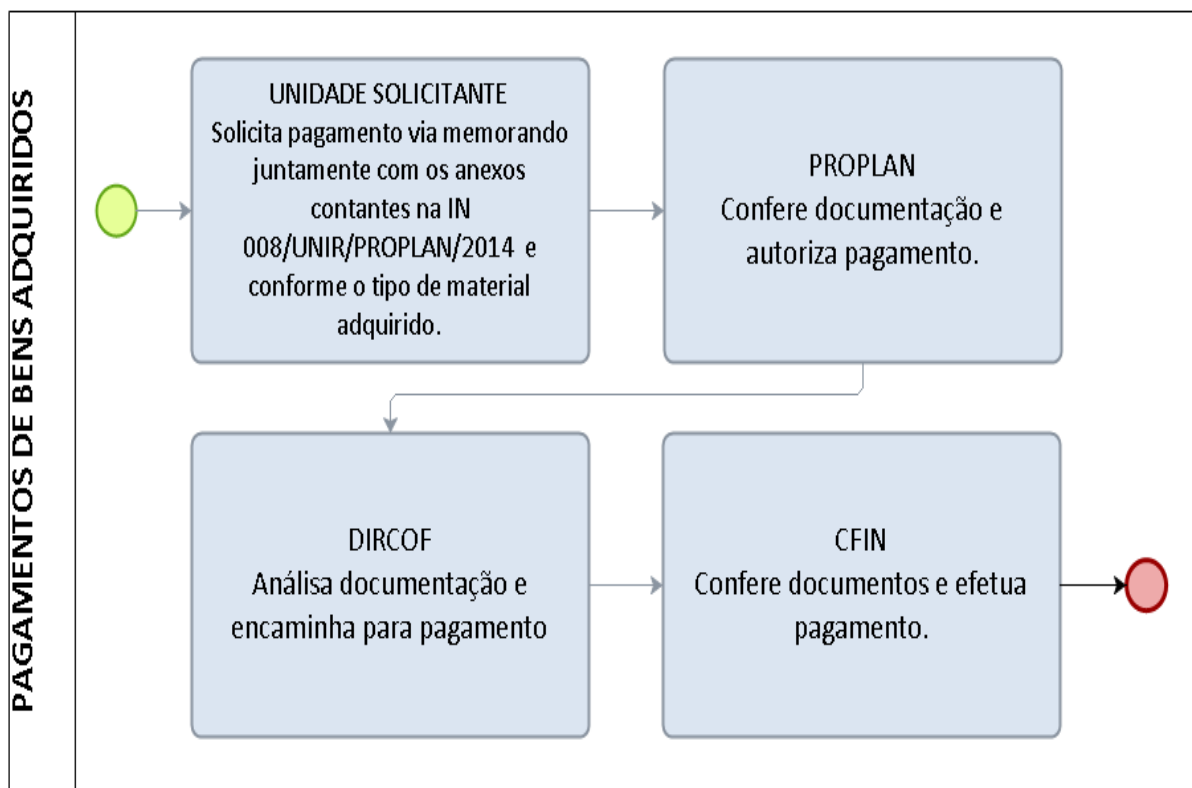 PAGAMENTOS DE BENS ADQUIRIDOS
UNIDADE SOLICITANTE
Solicita pagamento via memorando
juntamente com os anexos
contantes na IN
008/UNIR/PROPLAN/2014 e
conforme o tipo de material
adquirido.
PROPLAN
Confere documentação e
autoriza pagamento.
DIRCOF
Análisa documentação e
encaminha para pagamento
CFIN
Confere documentos e efetua
pagamento.